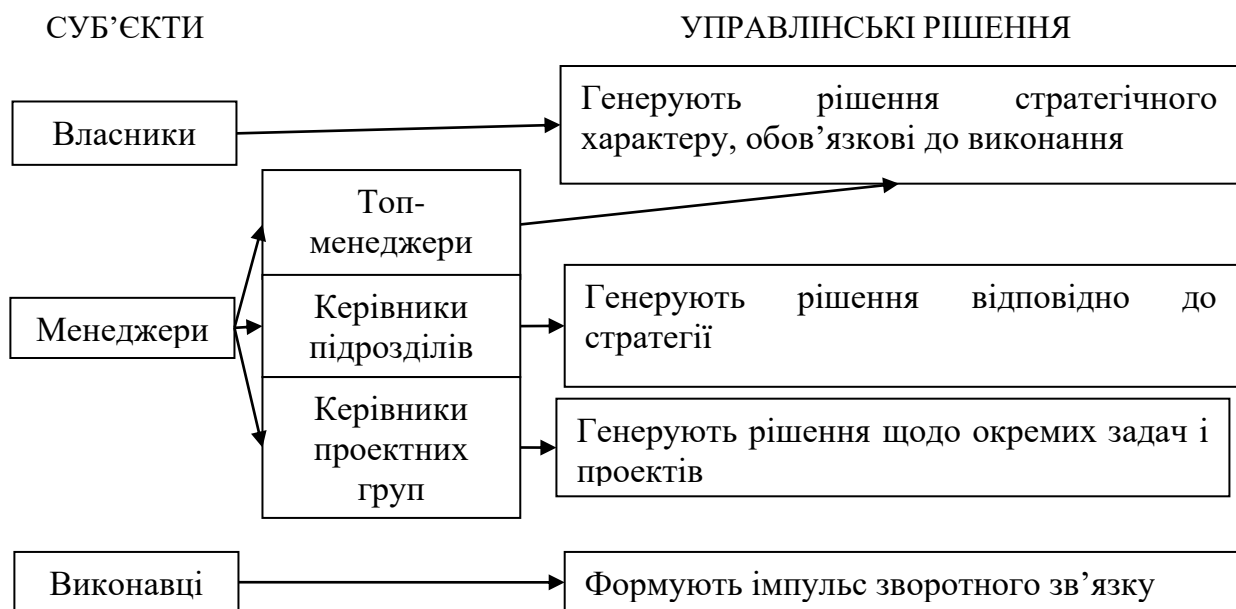 СУБ’ЄКТИ
УПРАВЛІНСЬКІ РІШЕННЯ
Власники
Генерують рішення стратегічного
характеру, обов’язкові до виконання
Менеджери
Топ-
менеджери
Керівники
підрозділів
Генерують рішення відповідно до
стратегії
Керівники
проектних
груп
Генерують рішення щодо окремих задач і
проектів
Виконавці
Формують імпульс зворотного зв’язку